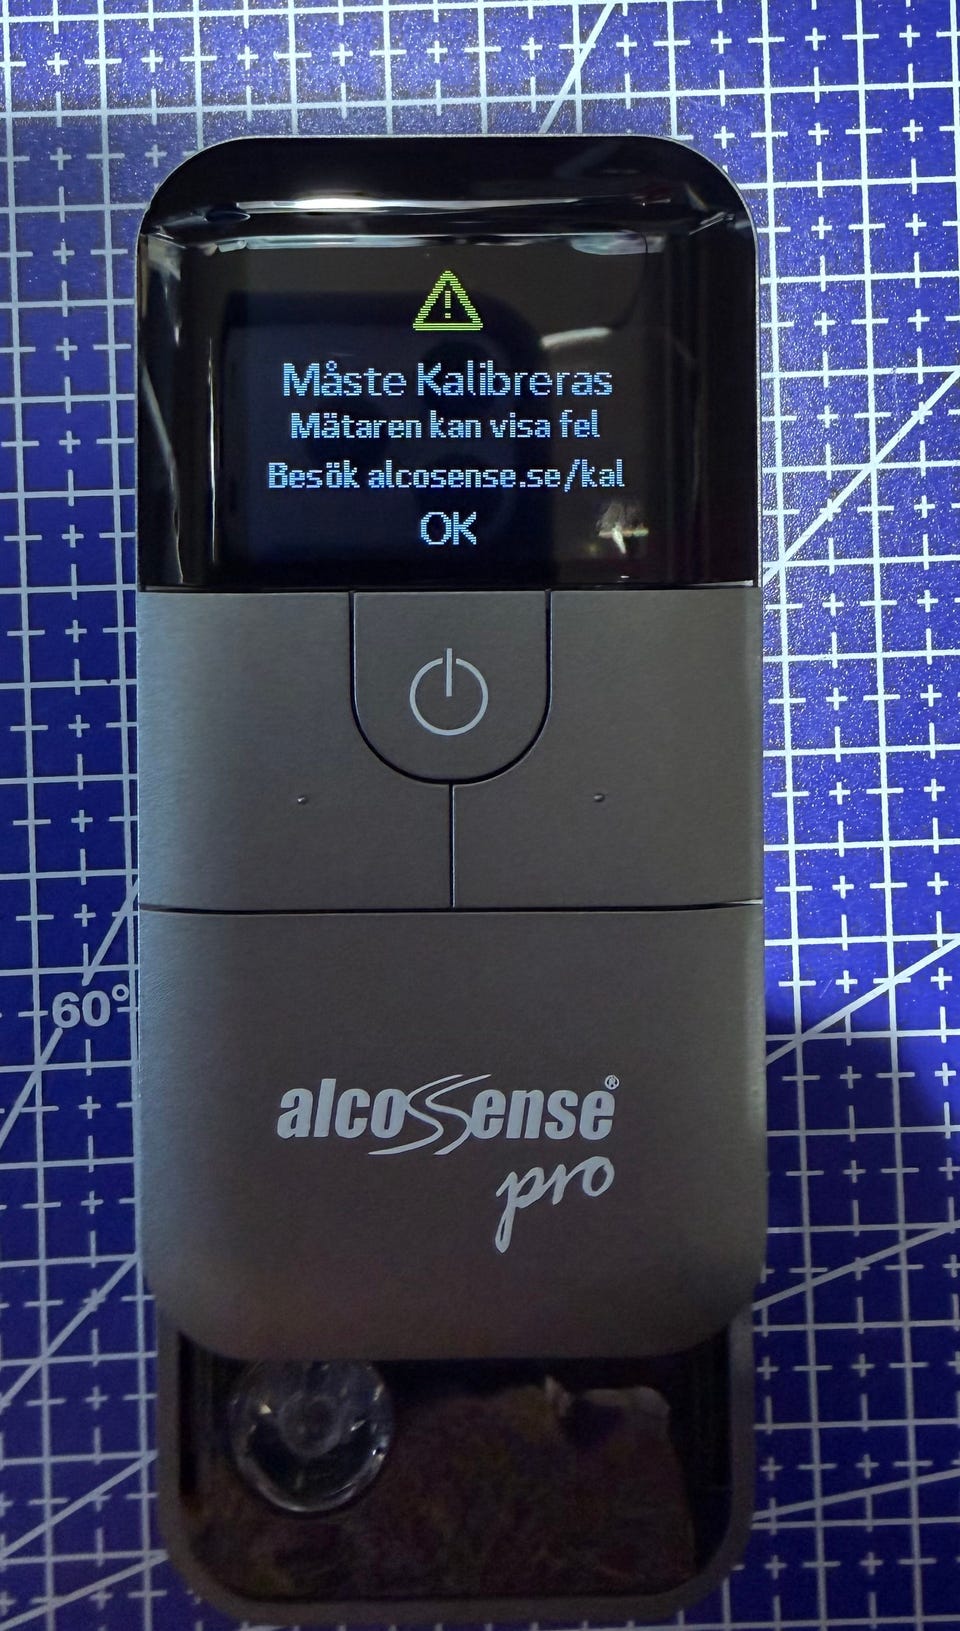 Måste Kalibreras
Mätaren kan visa fel
Besök alcosense.se/kal
OK
60°
alcosense®
pro